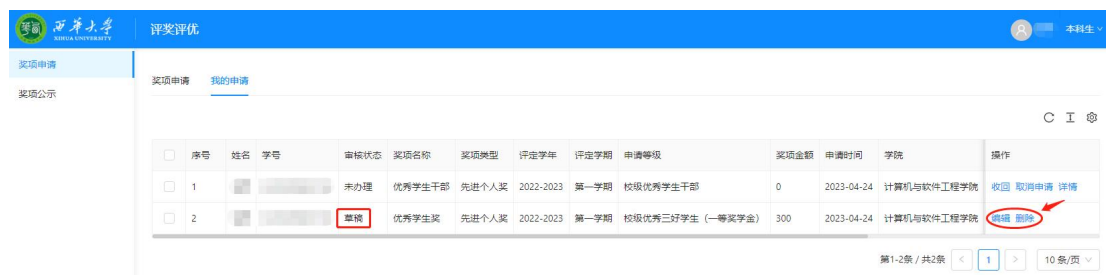 西华大学 评奖评优 本科生
XIHUA UNIVERSITY
奖项申请
奖项公示
奖项申请 我的申请
序号 姓名 学号 审核状态 奖项名称 奖项类型 评定学年 评定学期 申请等级 奖项金额 申请时间 学院 操作
1 未办理 优秀学生干部 先进个人奖 2022-2023 第一学期 校级优秀学生干部 0 2023-04-24 计算机与软件工程学院 收回 取消申请 详情
2 草稿 优秀学生奖 先进个人奖 2022-2023 第一学期 校级优秀三好学生（一等奖学金） 300 2023-04-24 计算机与软件工程学院 编辑 删除
第1-2条 / 共2条 < 1 > 10 条/页